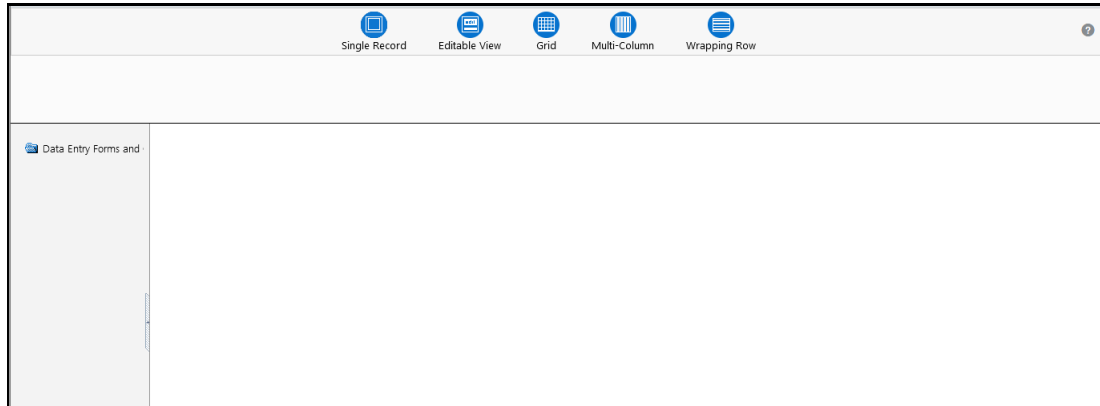 Single Record Editable View Grid Multi-Column Wrapping Row
Data Entry Forms and